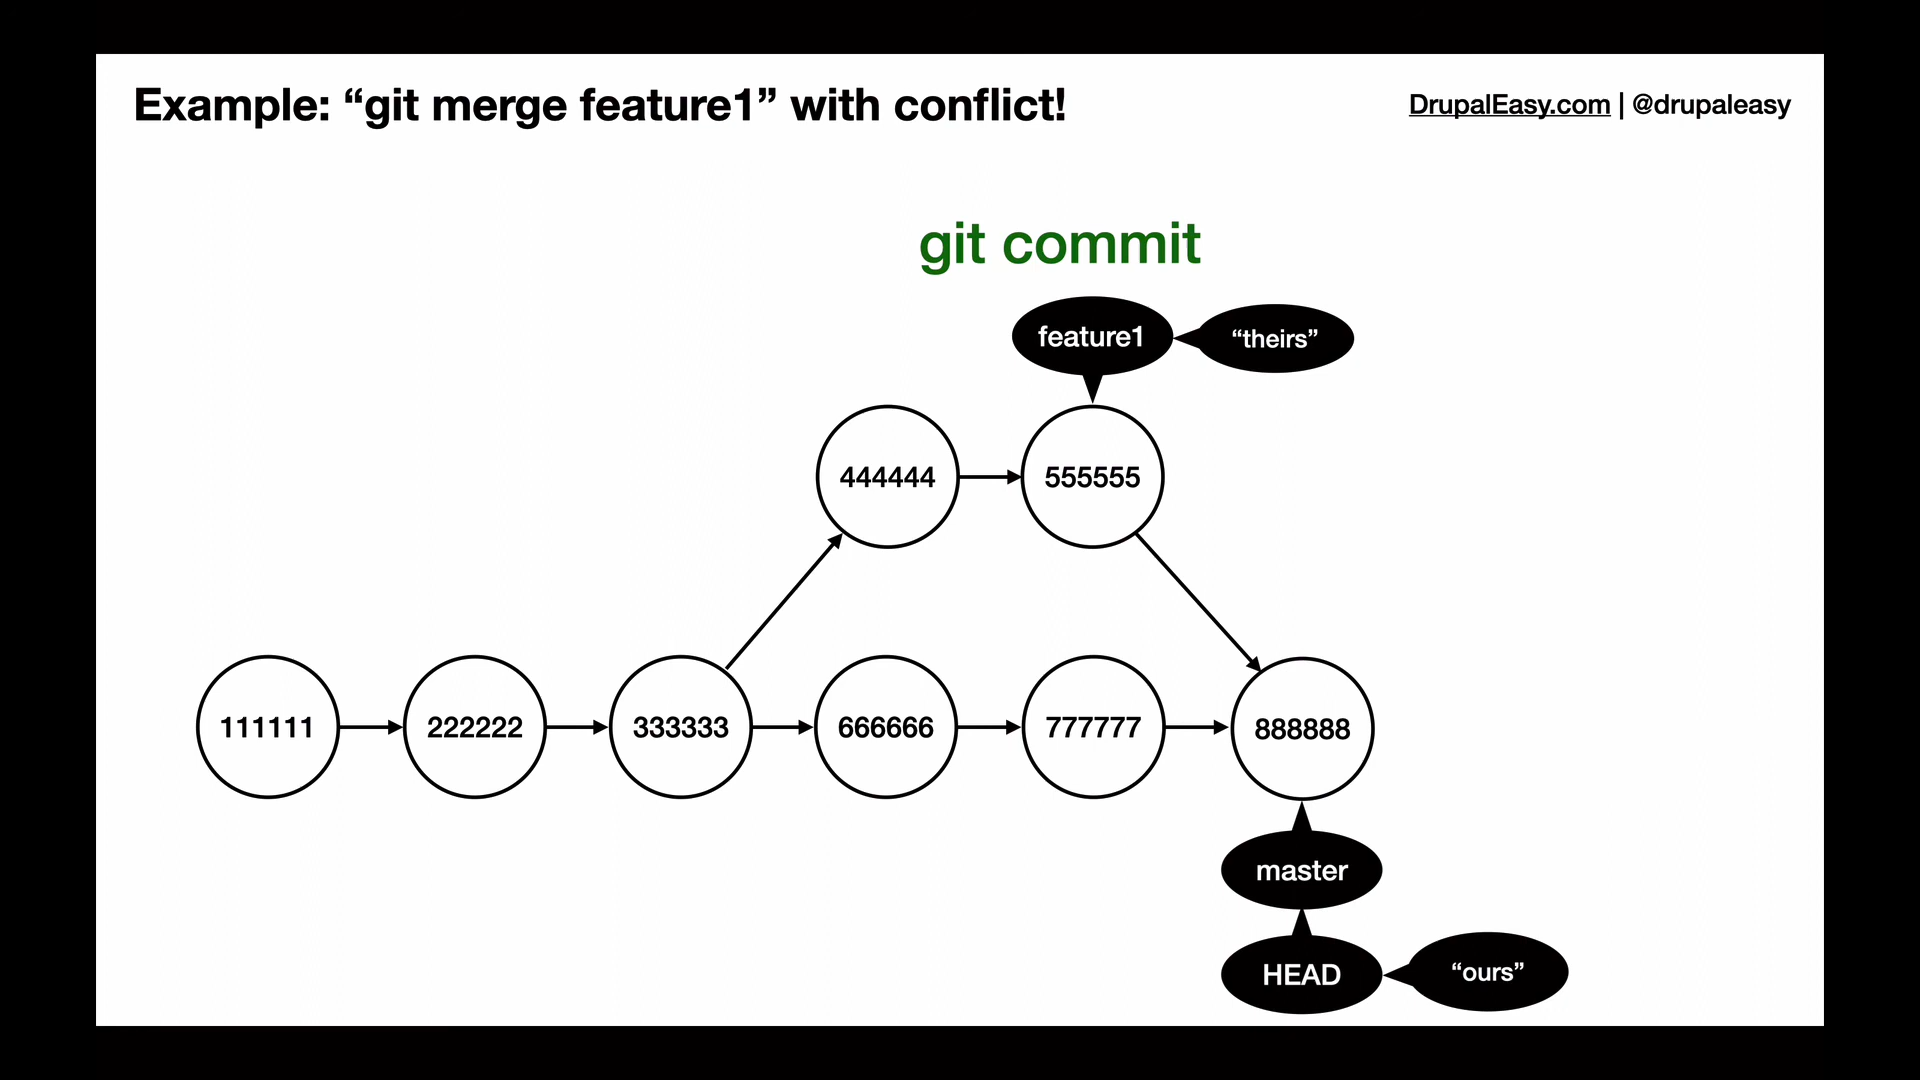 Example: “git merge feature1” with conflict!
DrupalEasy.com | @drupaleasy
git commit
feature1
“theirs”
444444
555555
111111
222222
333333
666666
777777
888888
master
HEAD
“ours”